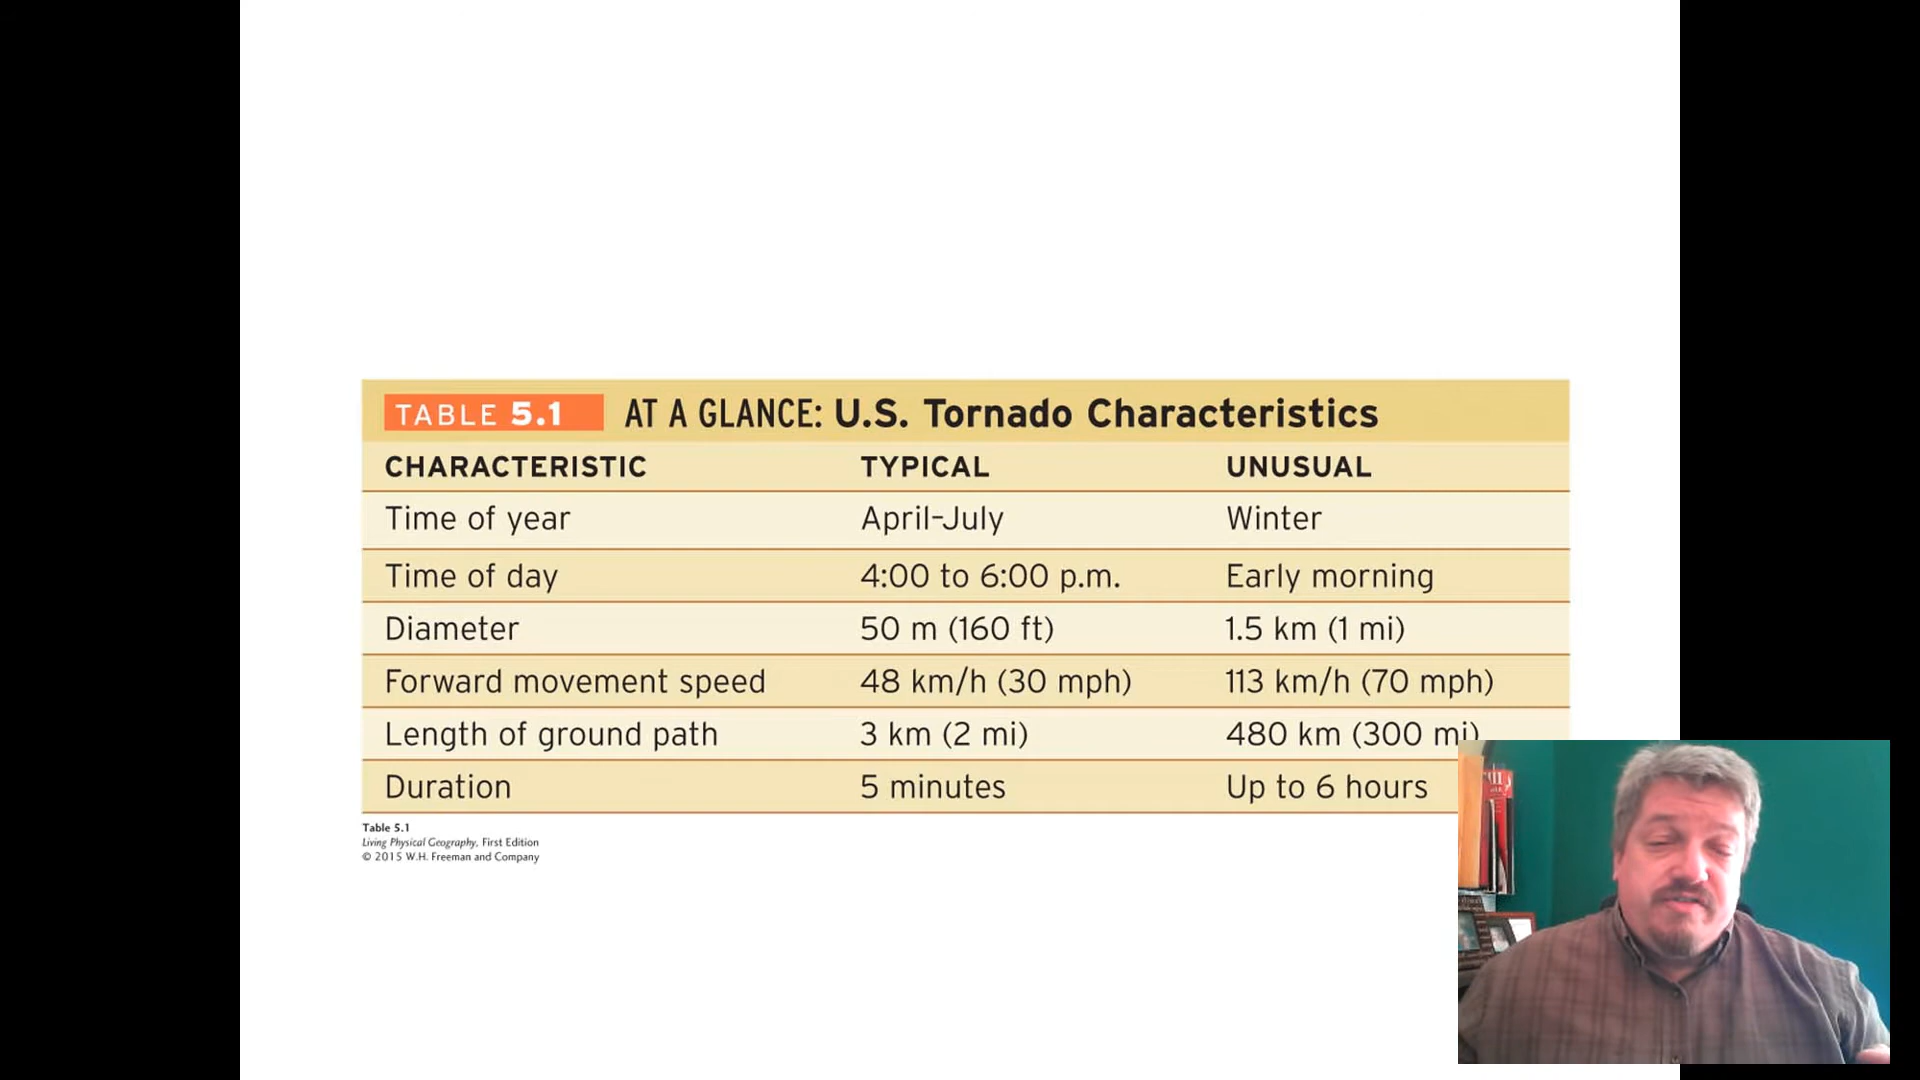 TABLE 5.1 AT A GLANCE: U.S. Tornado Characteristics
CHARACTERISTIC TYPICAL UNUSUAL
Time of year April–July Winter
Time of day 4:00 to 6:00 p.m. Early morning
Diameter 50 m (160 ft) 1.5 km (1 mi)
Forward movement speed 48 km/h (30 mph) 113 km/h (70 mph)
Length of ground path 3 km (2 mi) 480 km (300 mi)
Duration 5 minutes Up to 6 hours
Table 5.1
Living Physical Geography, First Edition
© 2015 W.H. Freeman and Company